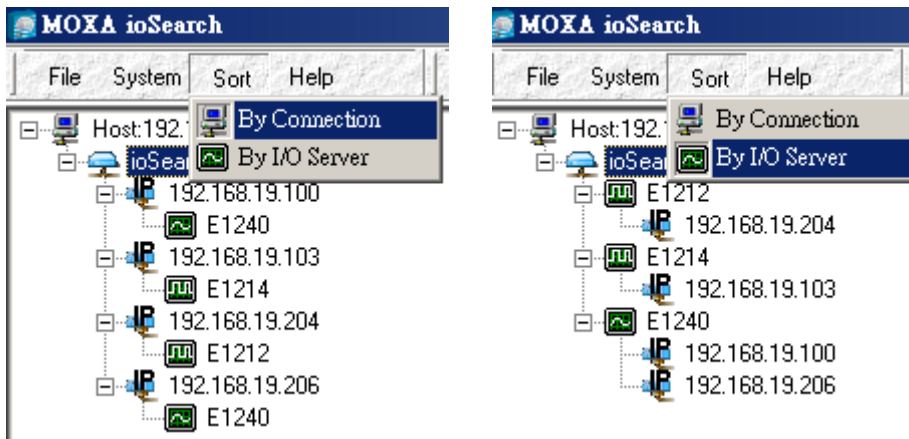 MOXA ioSearch
File System Sort Help
By Connection
By I/O Server
Host:192.
ioSear
192.168.19.100
E1240
192.168.19.103
E1214
192.168.19.204
E1212
192.168.19.206
E1240
MOXA ioSearch
File System Sort Help
By Connection
By I/O Server
Host:192.
ioSear
E1212
192.168.19.204
E1214
192.168.19.103
E1240
192.168.19.100
192.168.19.206